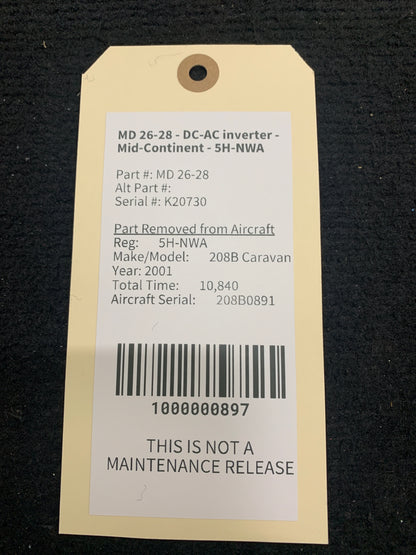 MD 26-28 - DC-AC inverter -
Mid-Continent - 5H-NWA
Part #: MD 26-28
Alt Part #:
Serial #: K20730
Part Removed from Aircraft
Reg: 5H-NWA
Make/Model: 208B Caravan
Year: 2001
Total Time: 10,840
Aircraft Serial: 208B0891
1000000897
THIS IS NOT A
MAINTENANCE RELEASE